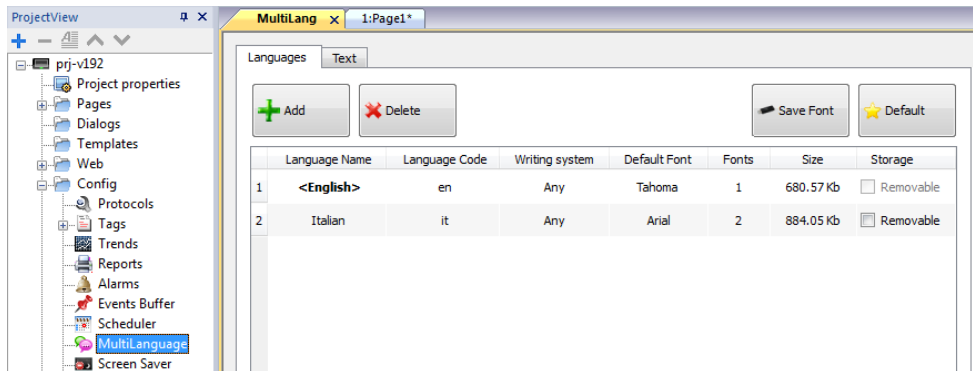 ProjectView
prj-v192
Project properties
Pages
Dialogs
Templates
Web
Config
Protocols
Tags
Trends
Reports
Alarms
Events Buffer
Scheduler
MultiLanguage
Screen Saver
MultiLang 1:Page1*
Languages Text
Add Delete Save Font Default
Language Name Language Code Writing system Default Font Fonts Size Storage
1 <English> en Any Tahoma 1 680.57 Kb Removable
2 Italian it Any Arial 2 884.05 Kb Removable